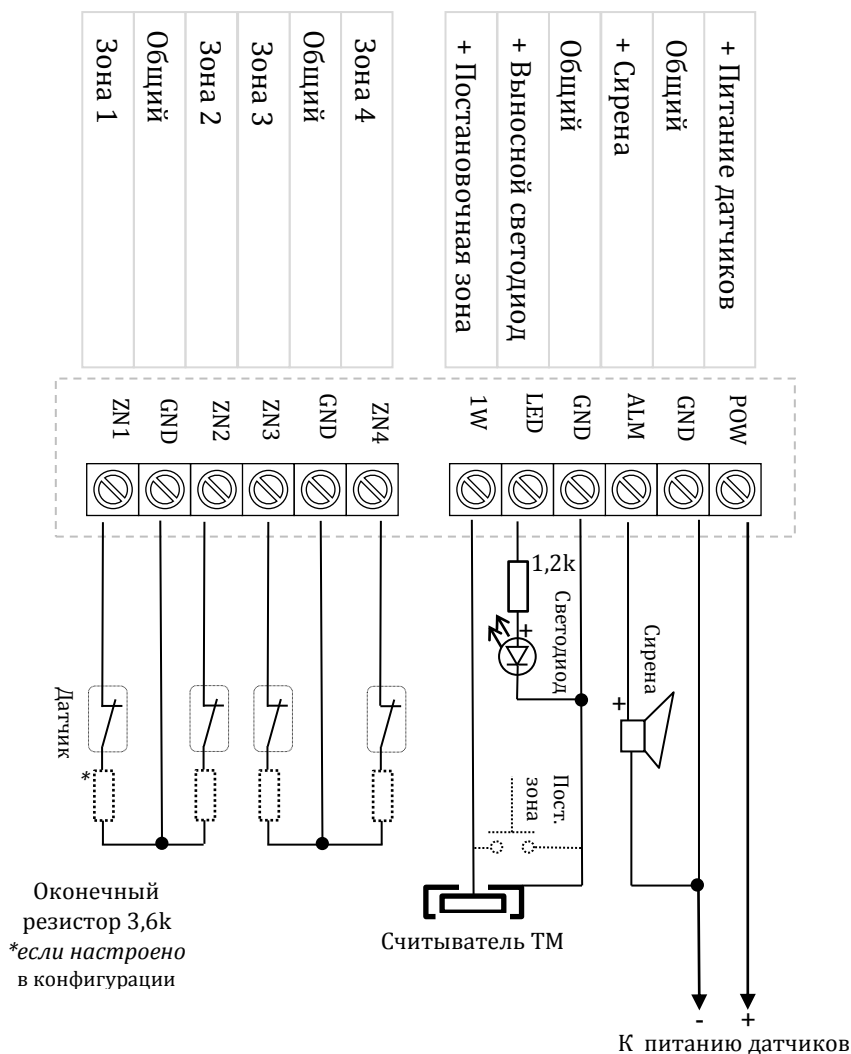 Зона 1
Общий
Зона 2
Зона 3
Общий
Зона 4
+ Постановочная зона
+ Выносной светодиод
Общий
+ Сирена
Общий
+ Питание датчиков
ZN1
GND
ZN2
ZN3
GND
ZN4
1W
LED
GND
ALM
GND
POW
1,2k
Светодиод
+
Сирена
+
Датчик
*
Пост.
зона
Оконечный
резистор 3,6k
*если настроено
в конфигурации
Считыватель ТМ
- +
К питанию датчиков